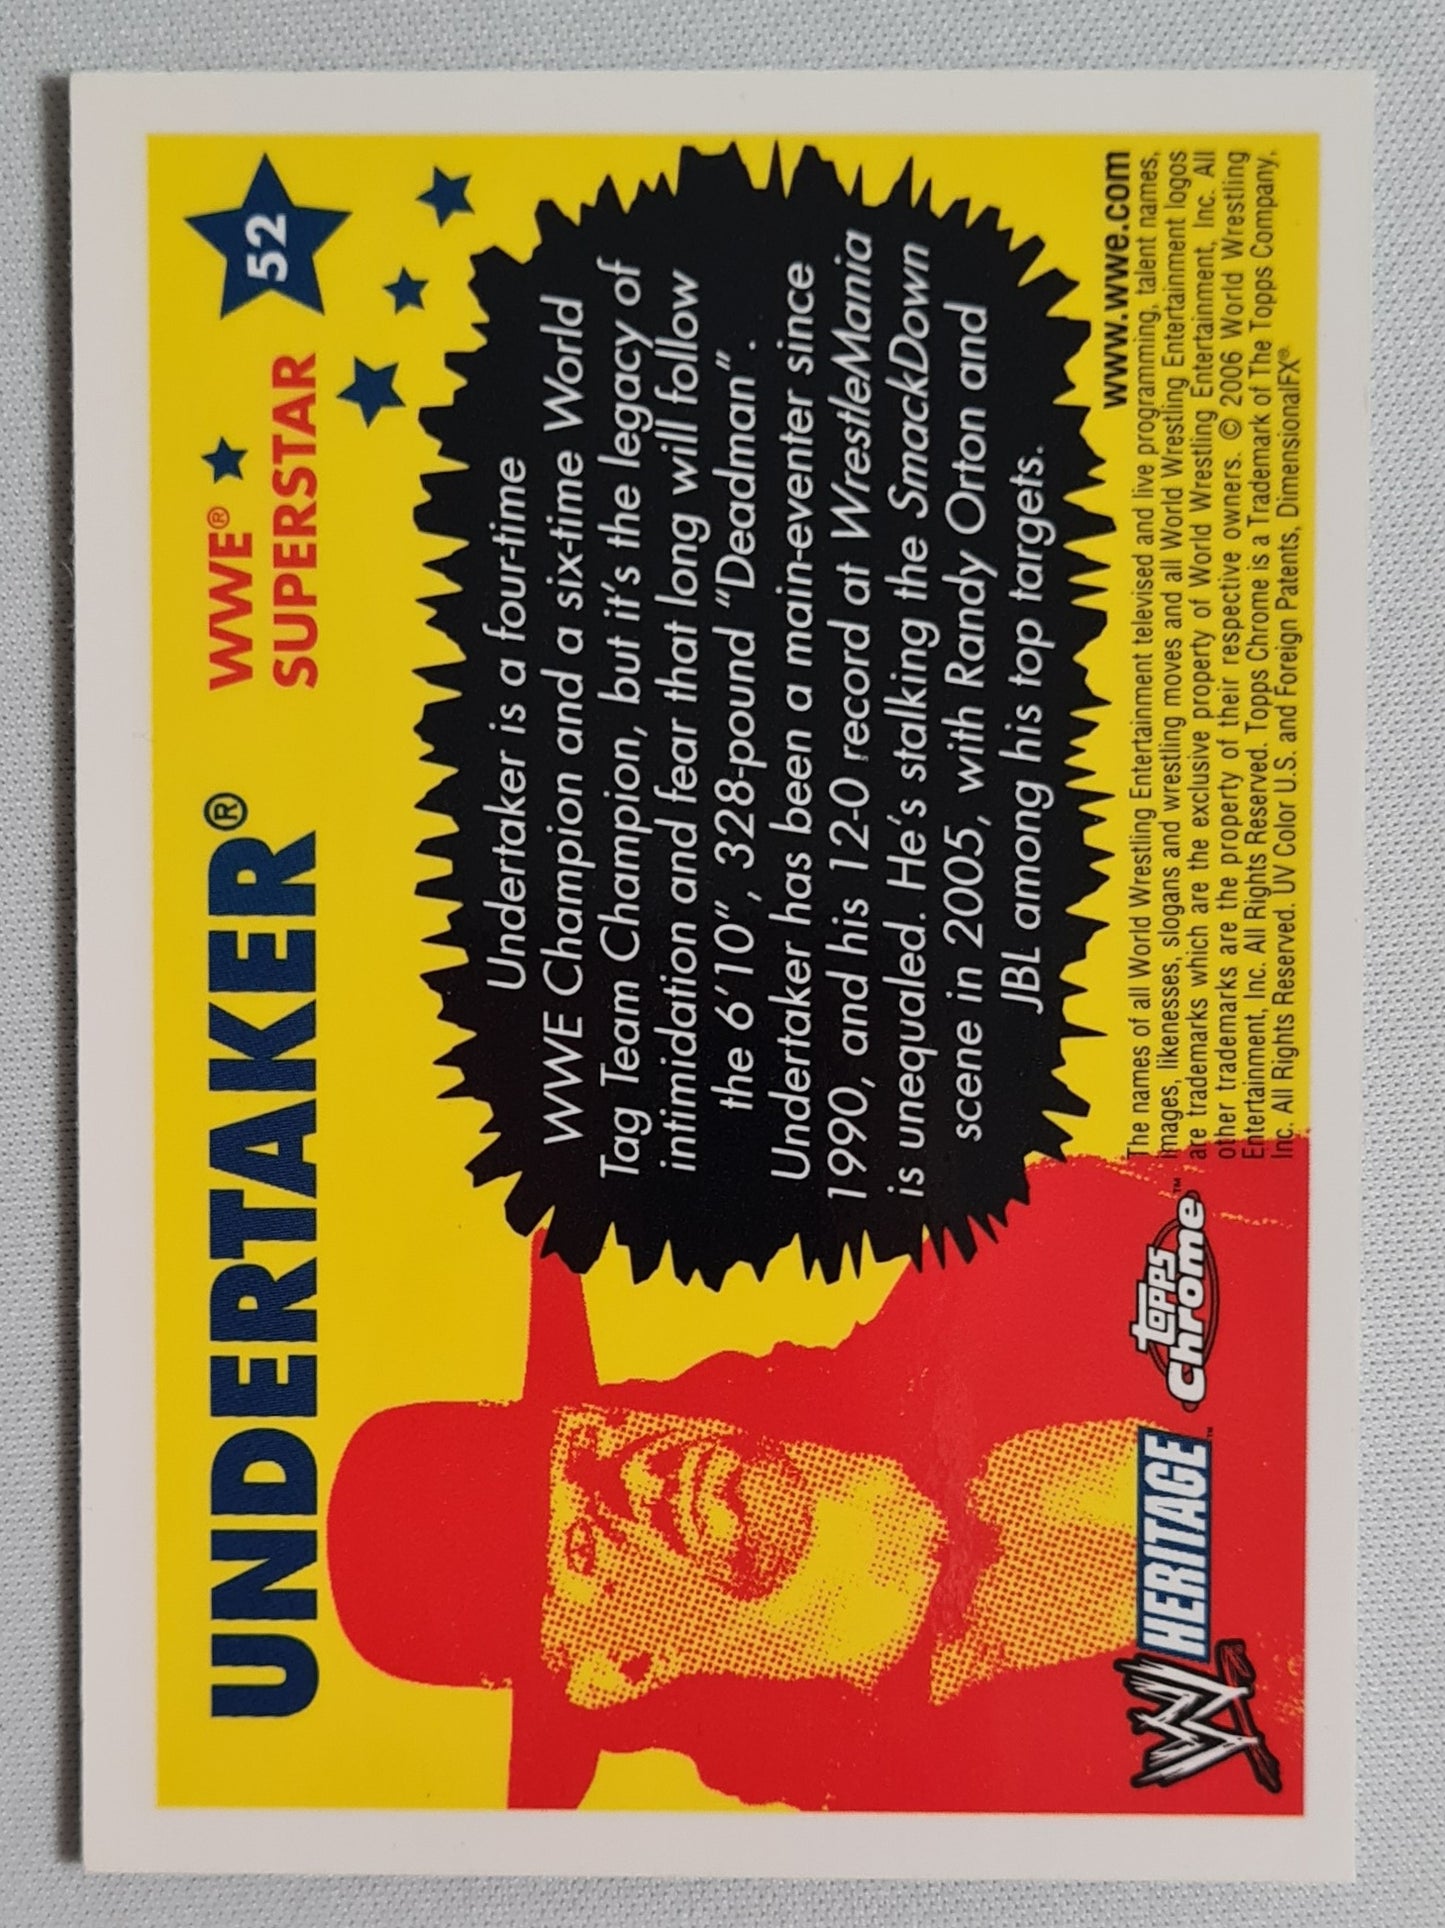 UNDERTAKER®
WWE®
SUPERSTAR
52
Undertaker is a four-time
WWE Champion and a six-time World
Tag Team Champion, but it's the legacy of
intimidation and fear that long will follow
the 6'10", 328-pound "Deadman".
Undertaker has been a main-eventer since
1990, and his 12-0 record at WrestleMania
is unequaled. He's stalking the SmackDown
scene in 2005, with Randy Orton and
JBL among his top targets.
www.wwe.com
The names of all World Wrestling Entertainment televised and live programming, talent names,
images, likenesses, slogans and wrestling moves and all World Wrestling Entertainment logos
are trademarks which are the exclusive property of World Wrestling Entertainment, Inc. All
other trademarks are the property of their respective owners. © 2006 World Wrestling
Entertainment, Inc. All Rights Reserved. Topps Chrome is a Trademark of The Topps Company,
Inc. All Rights Reserved. UV Color U.S. and Foreign Patents, DimensionalFX®
W HERITAGE™
topps
chrome™